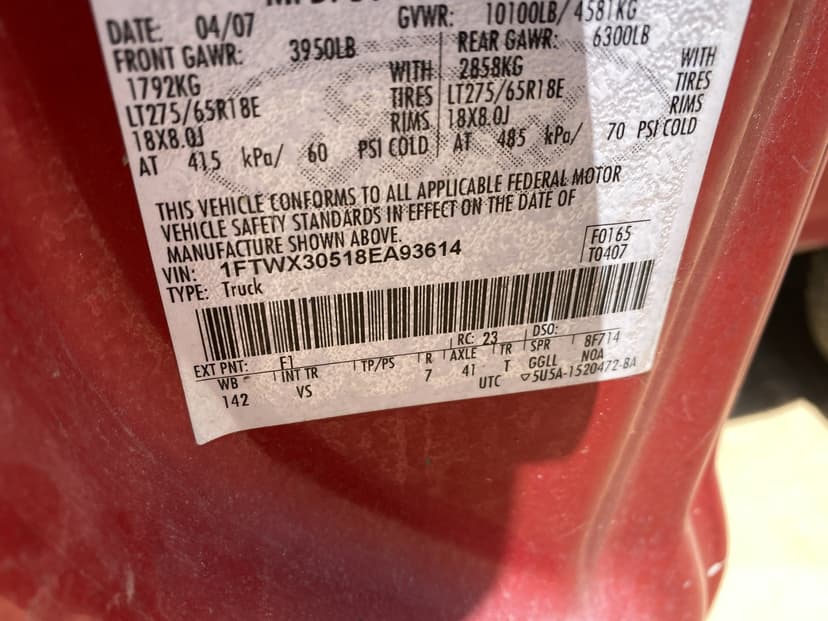 DATE: 04/07
GVWR: 10100LB/4581KG
FRONT GAWR: 3950LB
1792KG WITH
LT275/65R18E TIRES
18X8.0J RIMS
AT 415 kPa/ 60 PSI COLD
REAR GAWR: 6300LB
2858KG WITH
LT275/65R18E TIRES
18X8.0J RIMS
AT 485 kPa/ 70 PSI COLD
THIS VEHICLE CONFORMS TO ALL APPLICABLE FEDERAL MOTOR
VEHICLE SAFETY STANDARDS IN EFFECT ON THE DATE OF
MANUFACTURE SHOWN ABOVE.
VIN: 1FTWX30518EA93614
TYPE: Truck
F0165
T0407
EXT PNT: F1 RC: 23 DSO:
WB INT TR TP/PS R AXLE TR SPR 8F714
142 VS 7 41 T GGLL NOA
UTC ▽5U5A-1520472-BA